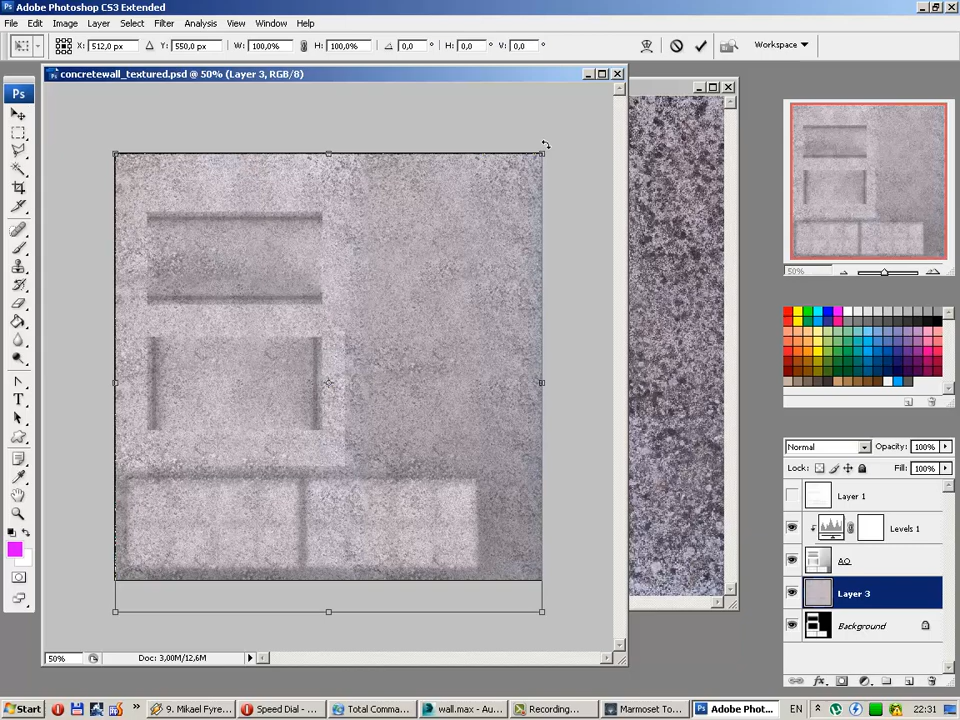 Ps Adobe Photoshop CS3 Extended
File Edit Image Layer Select Filter Analysis View Window Help
X: 512,0 px Y: 550,0 px W: 100,0% H: 100,0% 0,0 ° H: 0,0 ° V: 0,0 ° Workspace
concretewall_textured.psd @ 50% (Layer 3, RGB/8)
Ps
50%
Normal Opacity: 100%
Lock: Fill: 100%
Layer 1
Levels 1
AO
Layer 3
Background
T
50% Doc: 3,00M/12,6M
Start 9. Mikael Fyre... Speed Dial - ... Total Comma... wall.max - Au... Recording... Marmoset To... Adobe Phot... EN 22:31